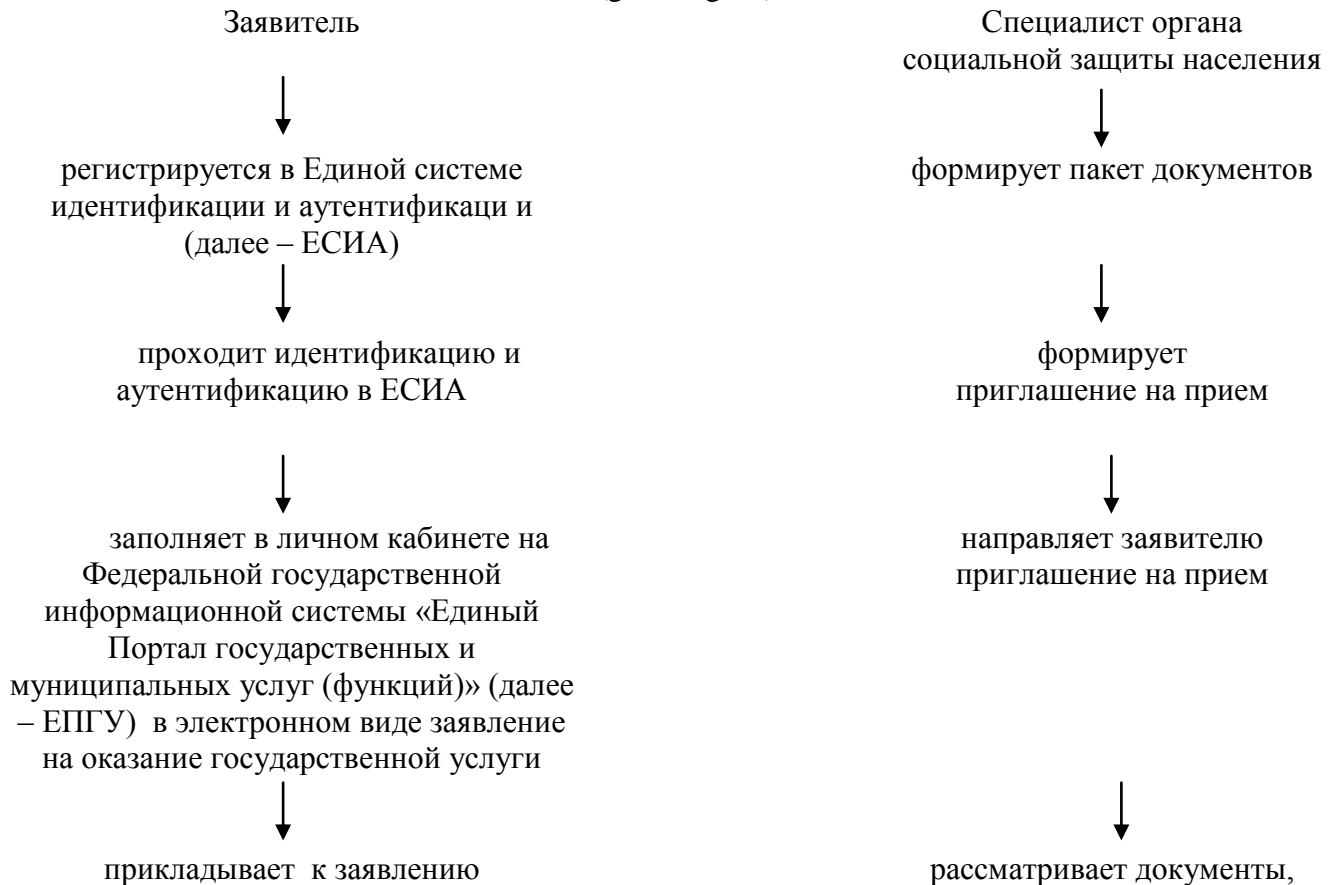 Заявитель
регистрируется в Единой системе
идентификации и аутентификаци и
(далее – ЕСИА)
проходит идентификацию и
аутентификацию в ЕСИА
заполняет в личном кабинете на
Федеральной государственной
информационной системы «Единый
Портал государственных и
муниципальных услуг (функций)» (далее
– ЕПГУ) в электронном виде заявление
на оказание государственной услуги
прикладывает к заявлению
Специалист органа
социальной защиты населения
формирует пакет документов
формирует
приглашение на прием
направляет заявителю
приглашение на прием
рассматривает документы,